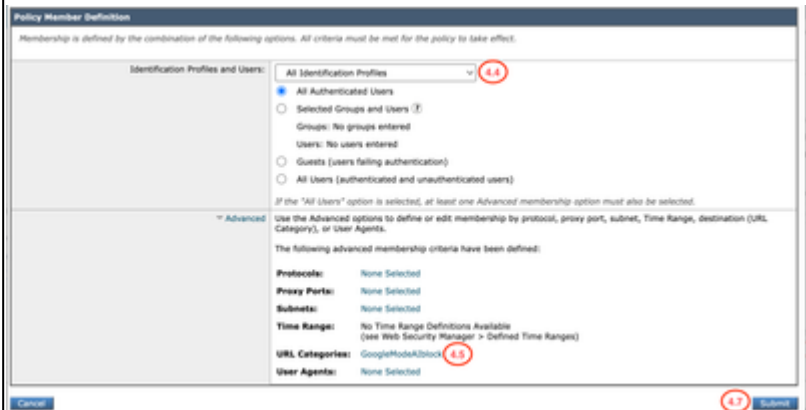 Policy Member Definition
Membership is defined by the combination of the following options. All criteria must be met for the policy to take effect.
Identification Profiles and Users:
All Identification Profiles
4.4
All Authenticated Users
Selected Groups and Users ?
Groups: No groups entered
Users: No users entered
Guests (users failing authentication)
All Users (authenticated and unauthenticated users)
If the "All Users" option is selected, at least one Advanced membership option must also be selected.
Advanced
Use the Advanced options to define or edit membership by protocol, proxy port, subnet, Time Range, destination (URL
Category), or User Agents.
The following advanced membership criteria have been defined:
Protocols: None Selected
Proxy Ports: None Selected
Subnets: None Selected
Time Range: No Time Range Definitions Available
(see Web Security Manager > Defined Time Ranges)
URL Categories: GoogleModeAIblock 4.5
User Agents: None Selected
Cancel
4.7 Submit